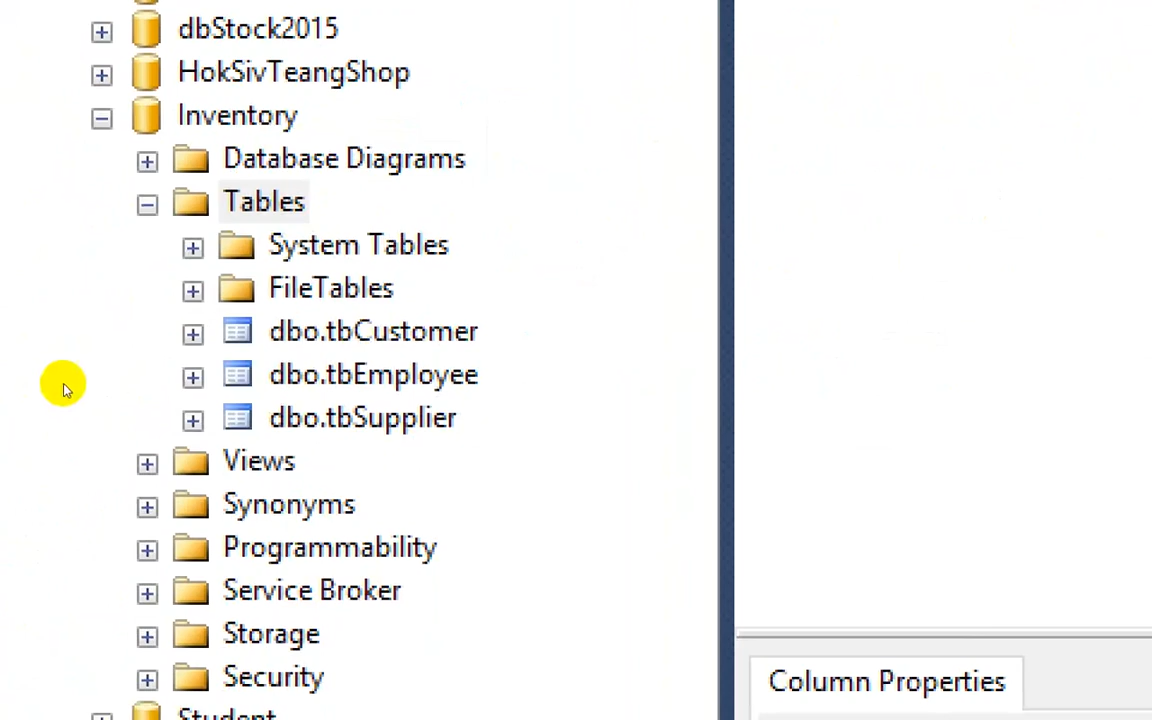 dbStock2015
HokSivTeangShop
Inventory
Database Diagrams
Tables
System Tables
FileTables
dbo.tbCustomer
dbo.tbEmployee
dbo.tbSupplier
Views
Synonyms
Programmability
Service Broker
Storage
Security
Student
Column Properties